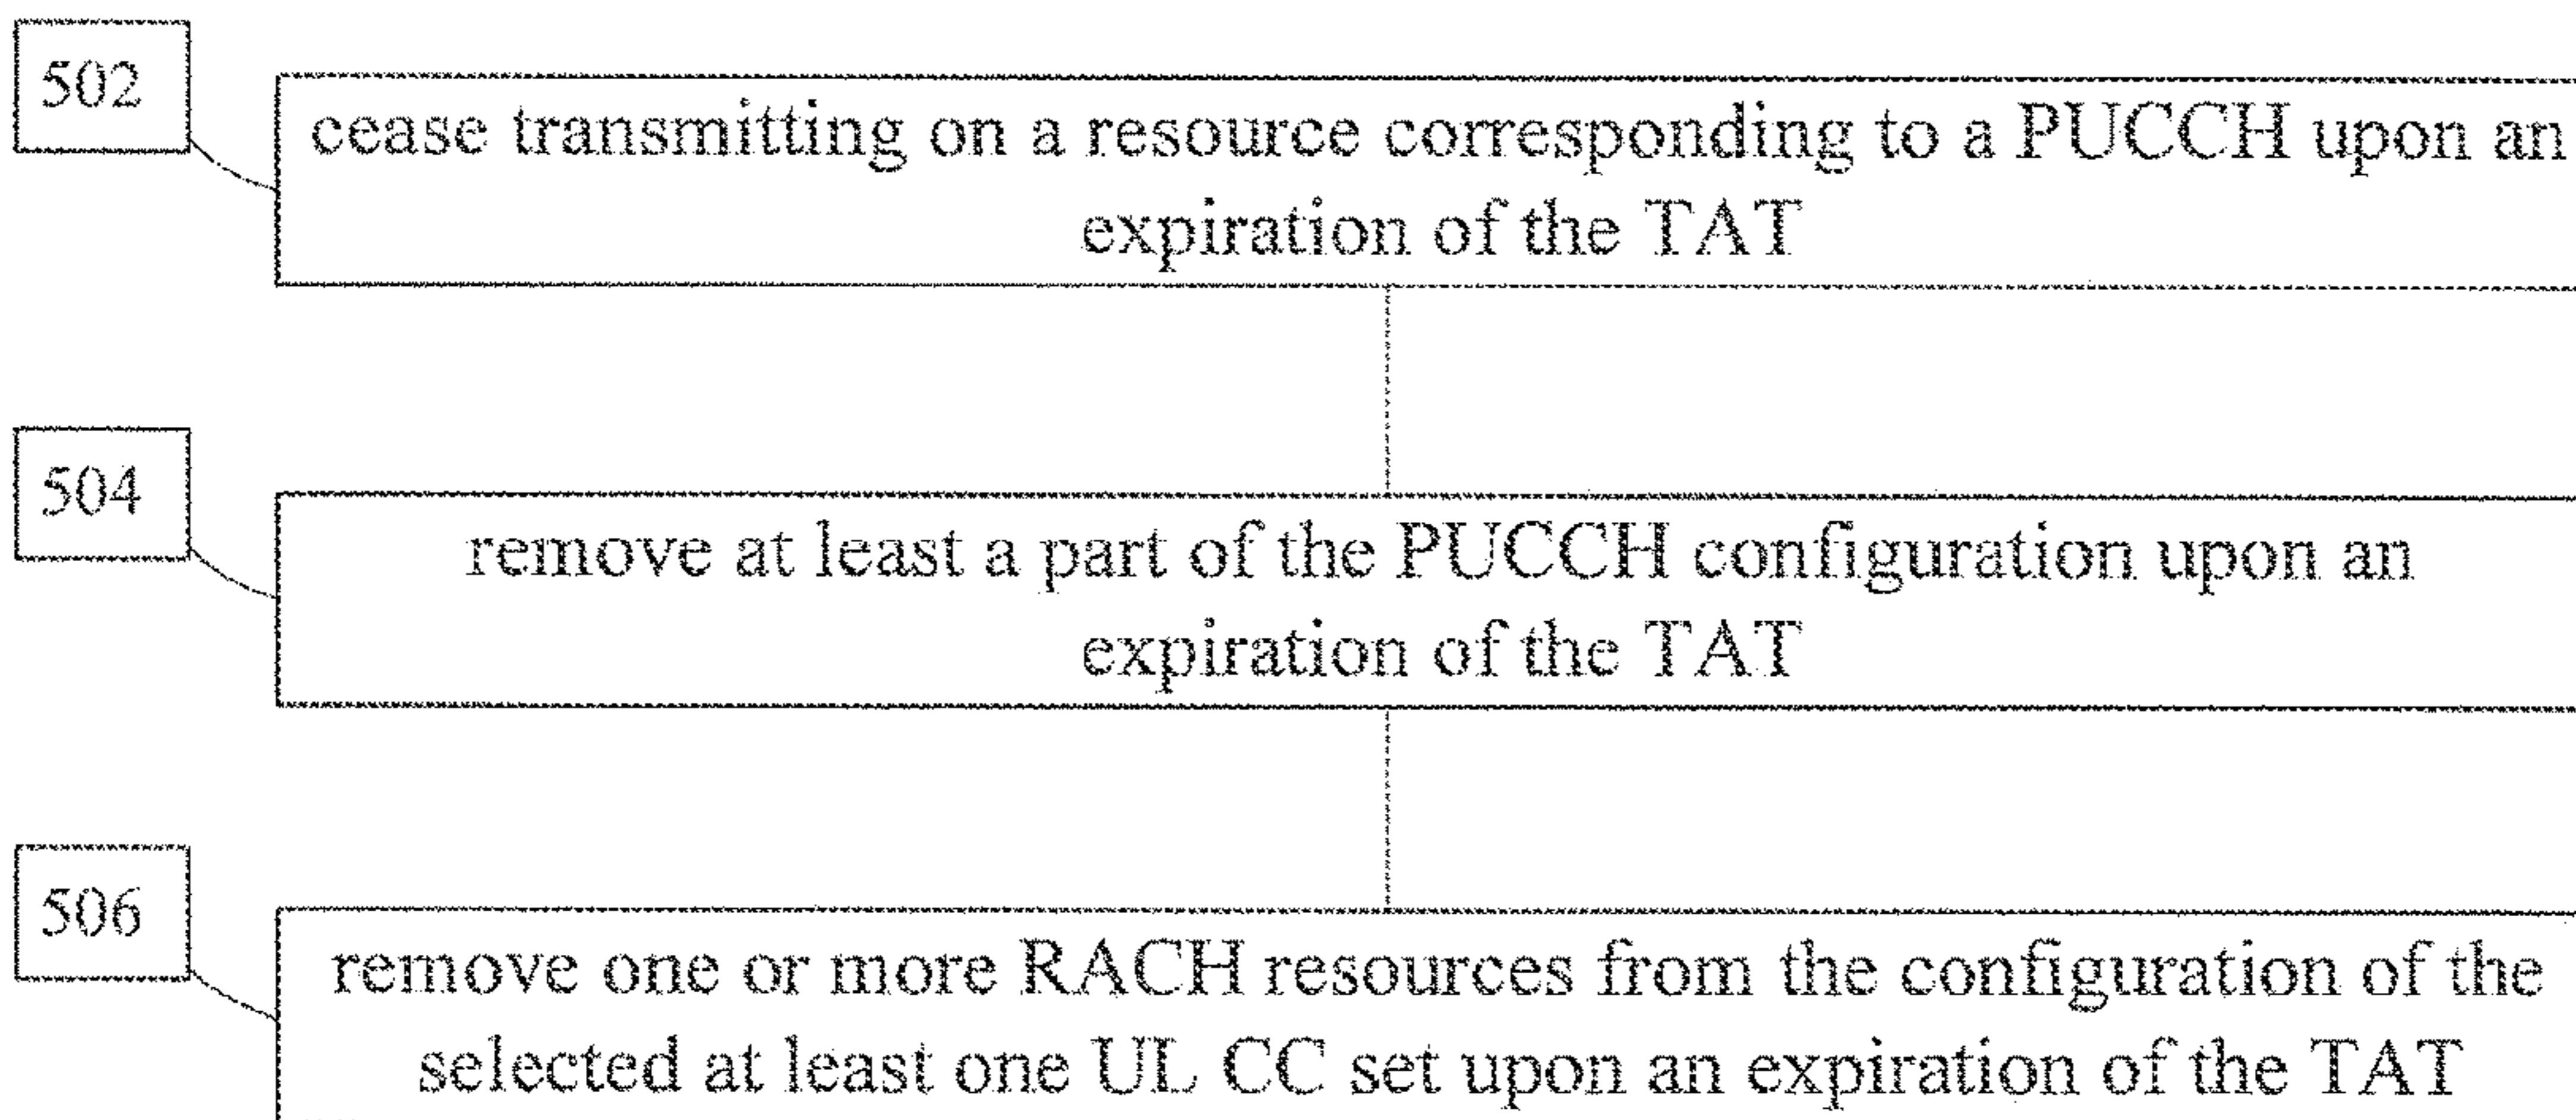 502
cease transmitting on a resource corresponding to a PUCCH upon an
expiration of the TAT
504
remove at least a part of the PUCCH configuration upon an
expiration of the TAT
506
remove one or more RACH resources from the configuration of the
selected at least one UL CC set upon an expiration of the TAT